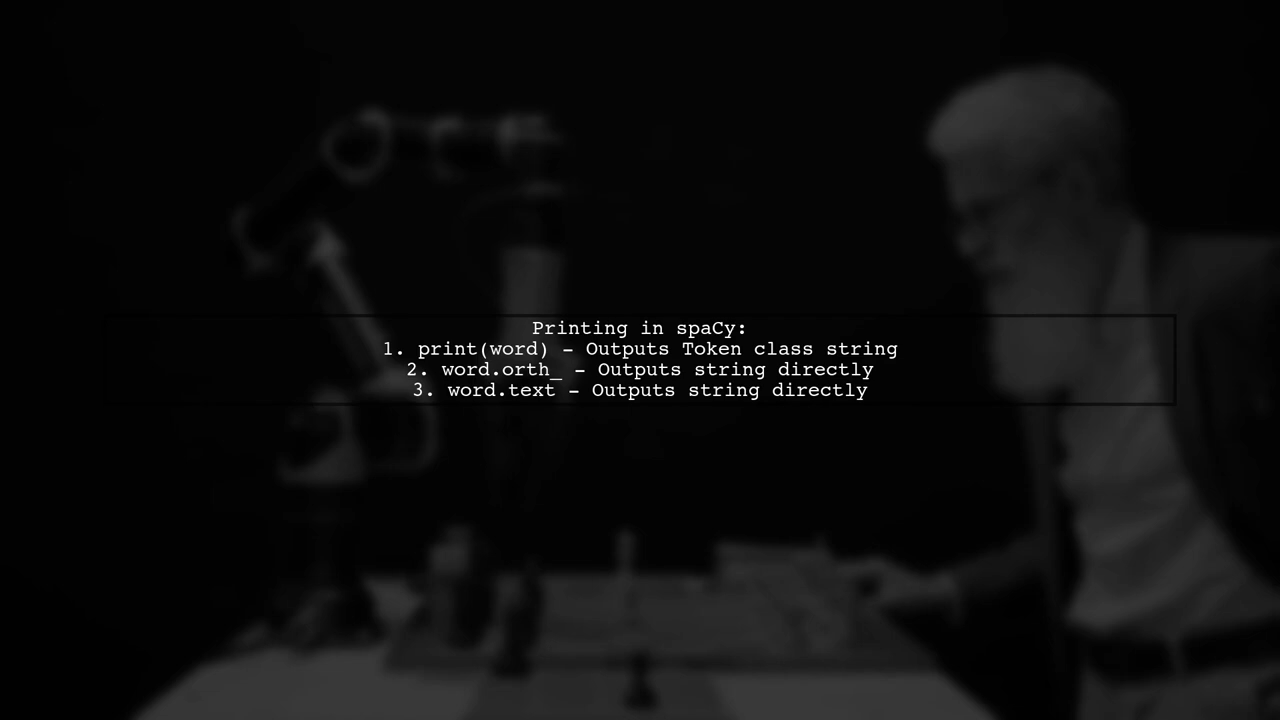 Printing in spaCy:
1. print(word) – Outputs Token class string
2. word.orth_ – Outputs string directly
3. word.text – Outputs string directly